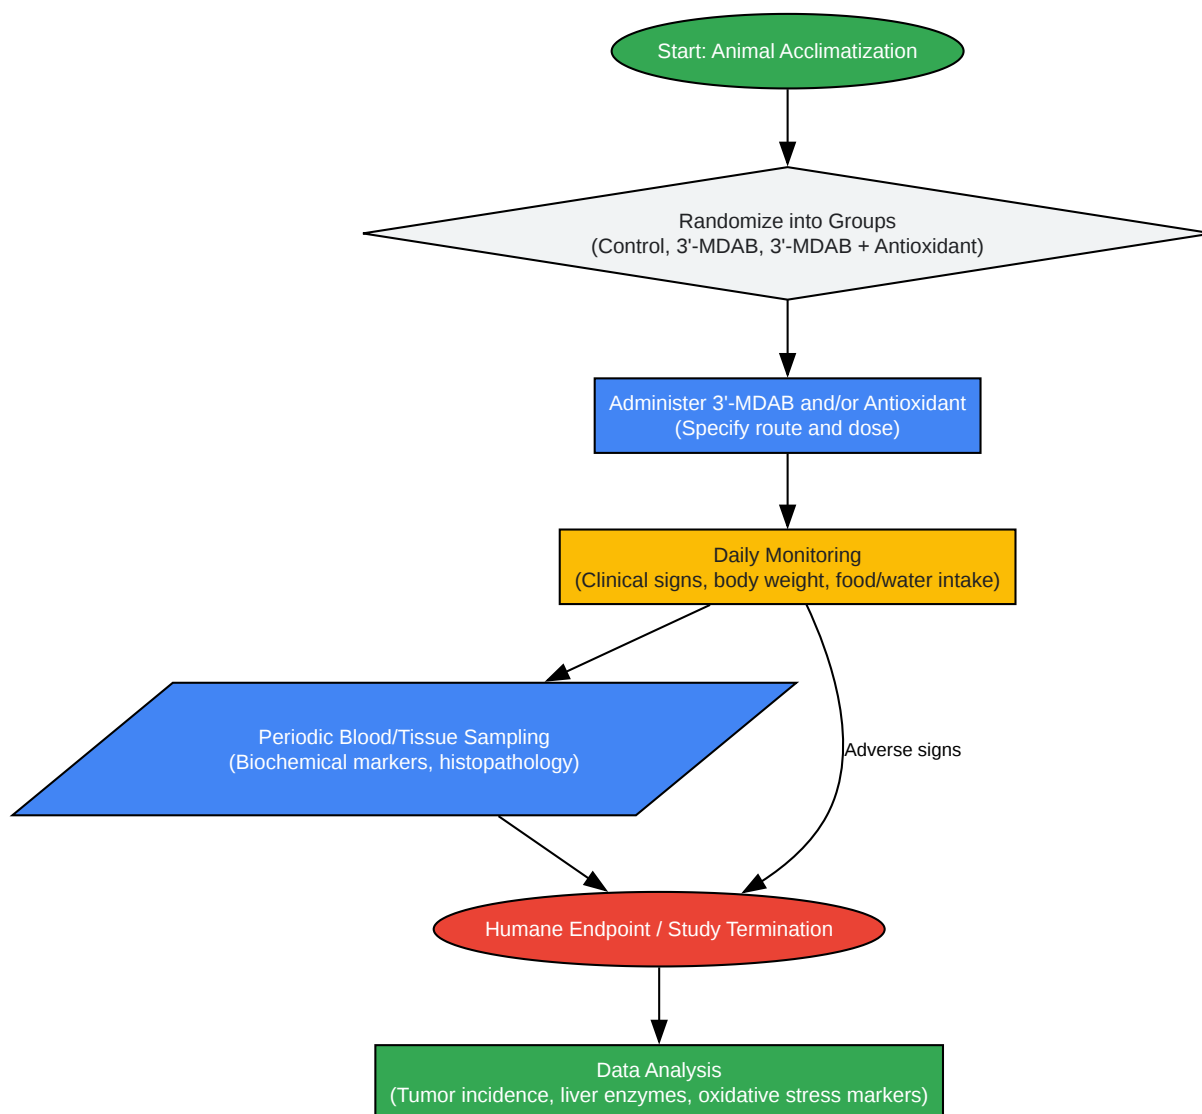 Start: Animal Acclimatization
Randomize into Groups
(Control, 3'-MDAB, 3'-MDAB + Antioxidant)
Administer 3'-MDAB and/or Antioxidant
(Specify route and dose)
Daily Monitoring
(Clinical signs, body weight, food/water intake)
Periodic Blood/Tissue Sampling
(Biochemical markers, histopathology)
Adverse signs
Humane Endpoint / Study Termination
Data Analysis
(Tumor incidence, liver enzymes, oxidative stress markers)